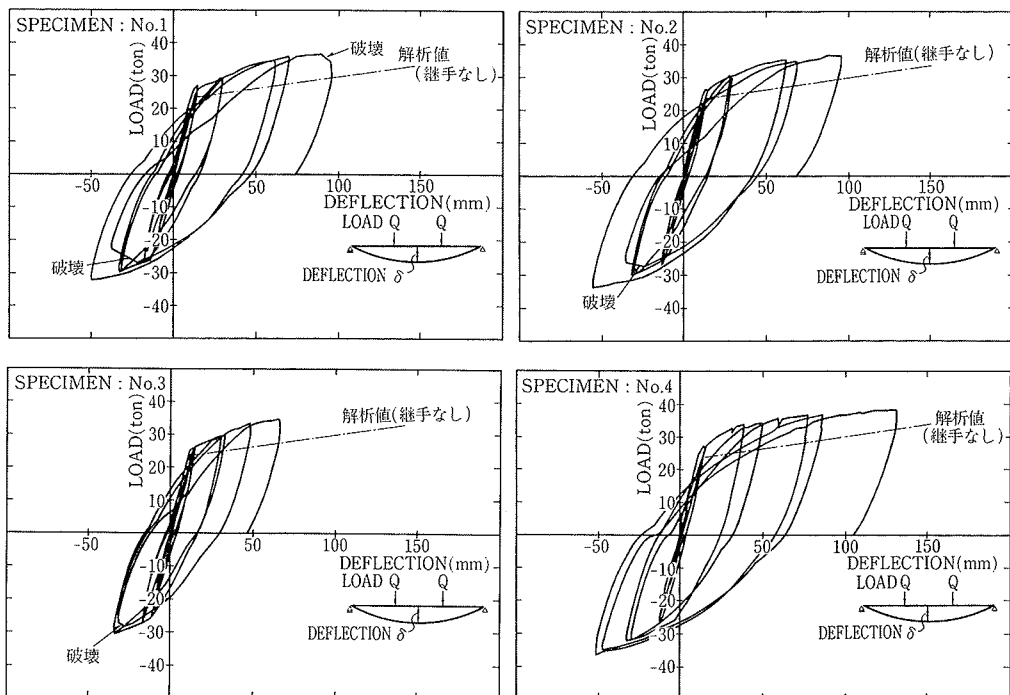 SPECIMEN : No.1
LOAD(ton)
40
30
20
10
-10
-20
-30
-40
-50
50
100
150
破壊
解析値
(継手なし)
DEFLECTION(mm)
LOAD Q Q
DEFLECTION δ
破壊
SPECIMEN : No.2
LOAD(ton)
40
30
20
10
-10
-20
-30
-40
-50
50
100
150
解析値(継手なし)
DEFLECTION(mm)
LOAD Q Q
DEFLECTION δ
破壊
SPECIMEN : No.3
LOAD(ton)
40
30
20
10
-10
-20
-30
-40
-50
50
100
150
解析値(継手なし)
DEFLECTION(mm)
LOAD Q Q
DEFLECTION δ
破壊
SPECIMEN : No.4
LOAD(ton)
40
30
20
10
-10
-20
-30
-40
-50
50
100
150
解析値
(継手なし)
DEFLECTION(mm)
LOAD Q Q
DEFLECTION δ